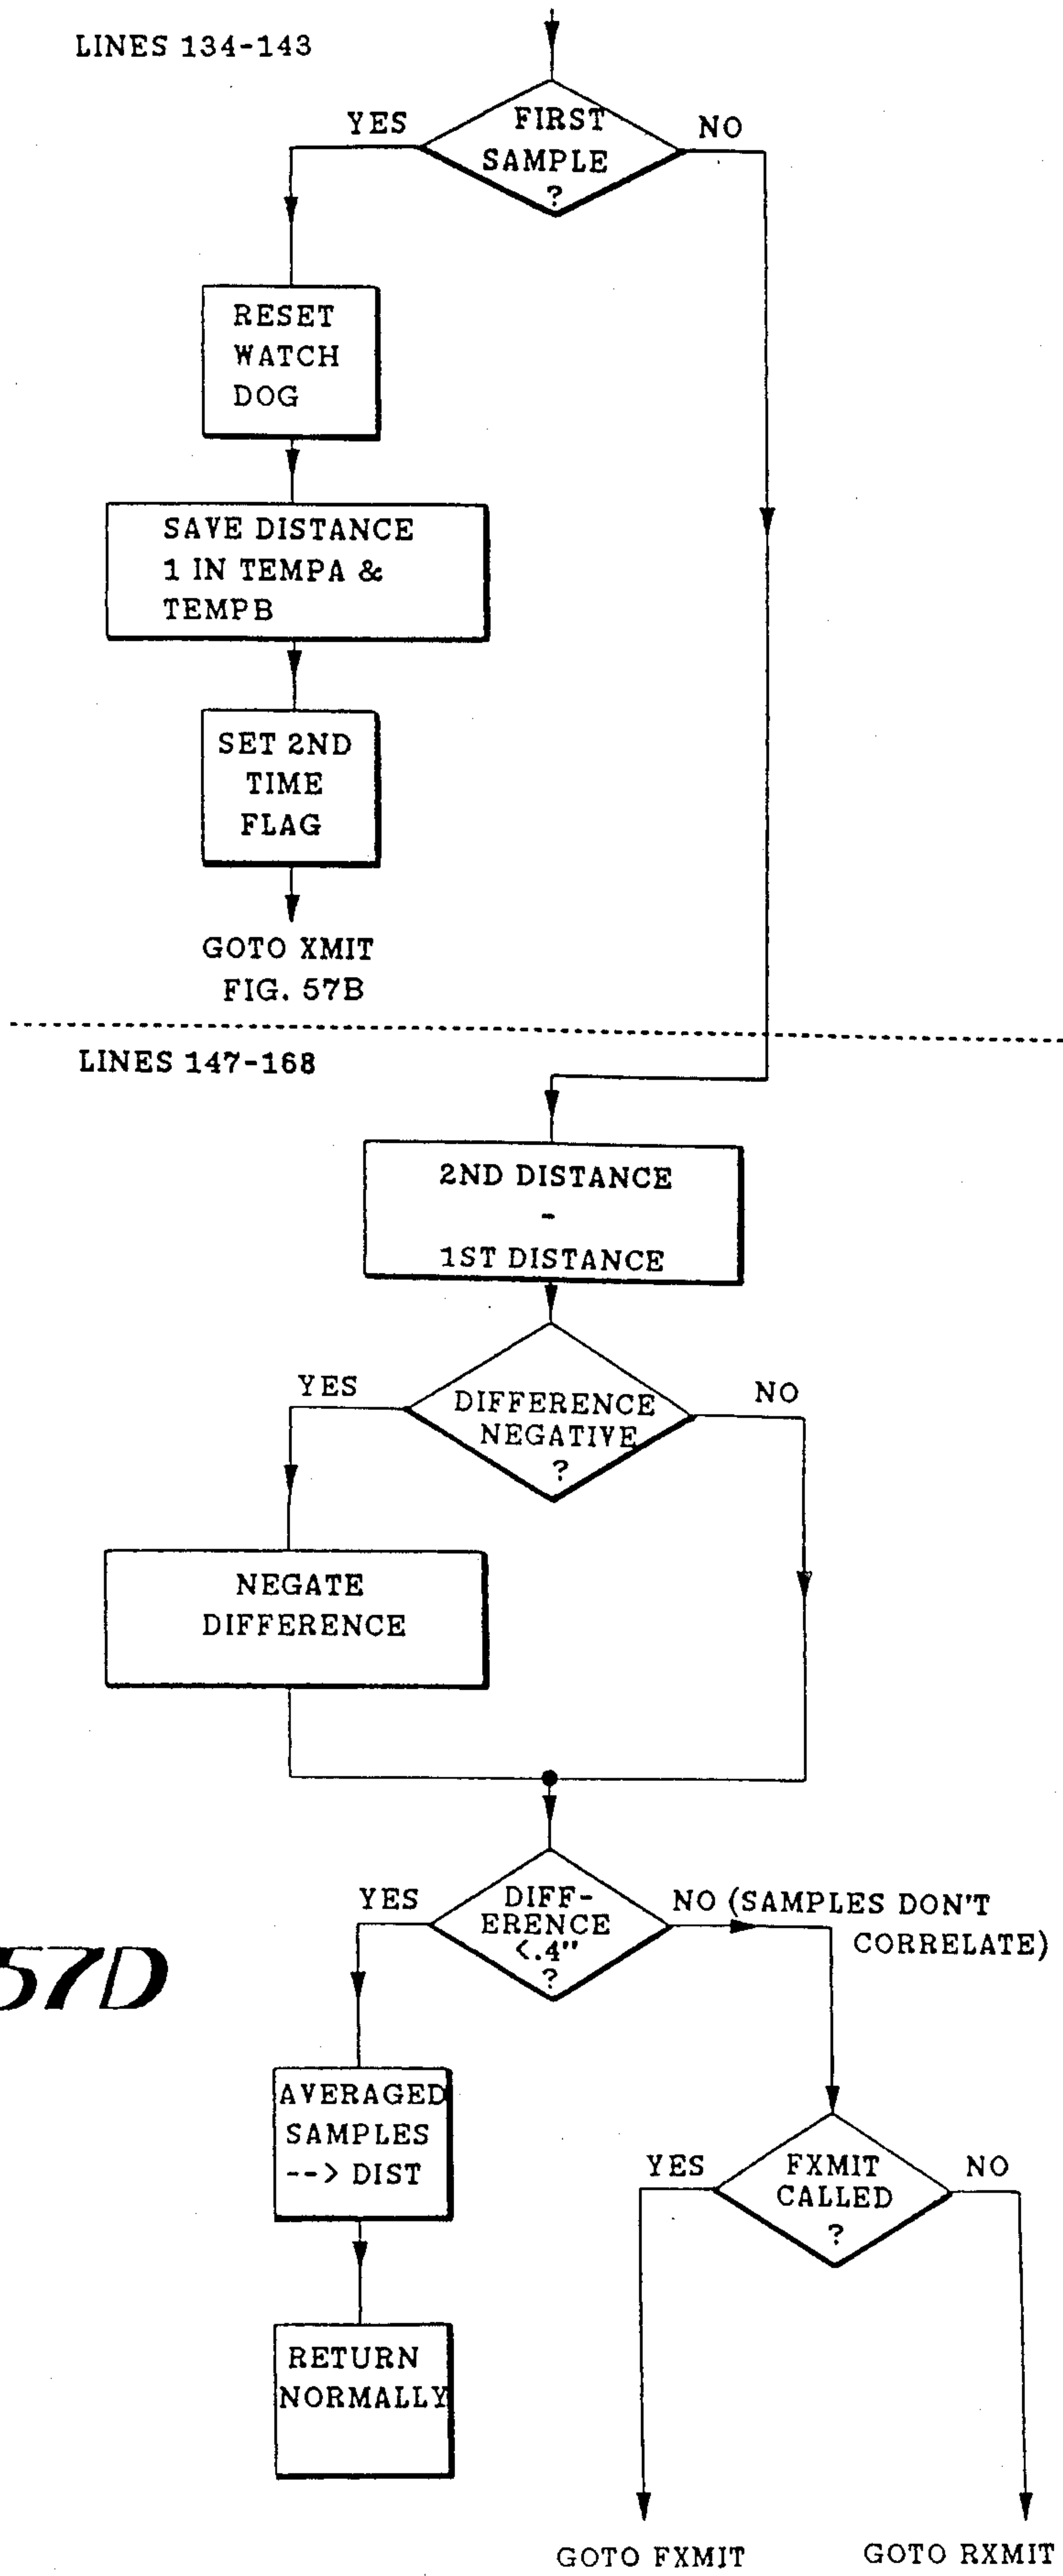 LINES 134-143
FIRST
SAMPLE
?
YES
NO
RESET
WATCH
DOG
SAVE DISTANCE
1 IN TEMPA &
TEMPB
SET 2ND
TIME
FLAG
GOTO XMIT
FIG. 57B
LINES 147-168
2ND DISTANCE
-
1ST DISTANCE
DIFFERENCE
NEGATIVE
?
YES
NO
NEGATE
DIFFERENCE
DIFF-
ERENCE
<.4"
?
YES
NO (SAMPLES DON'T
CORRELATE)
57D
AVERAGED
SAMPLES
--> DIST
RETURN
NORMALLY
FXMIT
CALLED
?
YES
NO
GOTO FXMIT
GOTO RXMIT